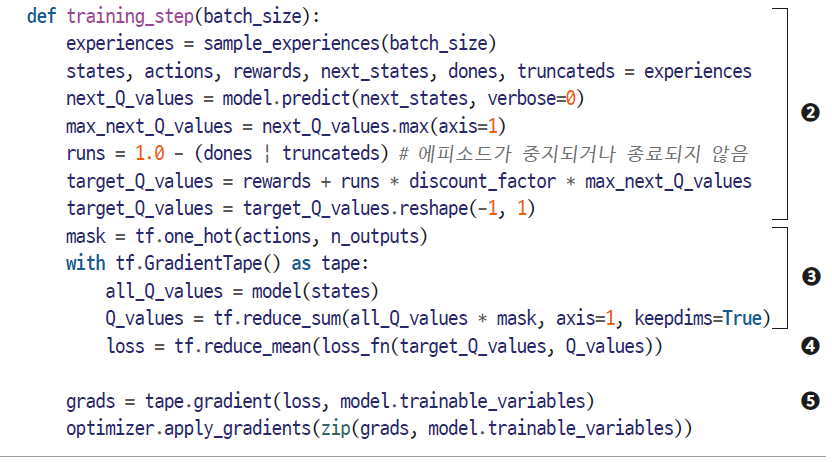 def training_step(batch_size):
    experiences = sample_experiences(batch_size)
    states, actions, rewards, next_states, dones, truncateds = experiences
    next_Q_values = model.predict(next_states, verbose=0)
❷
    max_next_Q_values = next_Q_values.max(axis=1)
    runs = 1.0 - (dones | truncateds) # 에피소드가 중지되거나 종료되지 않음
    target_Q_values = rewards + runs * discount_factor * max_next_Q_values
    target_Q_values = target_Q_values.reshape(-1, 1)
    mask = tf.one_hot(actions, n_outputs)
    with tf.GradientTape() as tape:
❸
        all_Q_values = model(states)
        Q_values = tf.reduce_sum(all_Q_values * mask, axis=1, keepdims=True)
        loss = tf.reduce_mean(loss_fn(target_Q_values, Q_values)) ❹
    grads = tape.gradient(loss, model.trainable_variables) ❺
    optimizer.apply_gradients(zip(grads, model.trainable_variables))